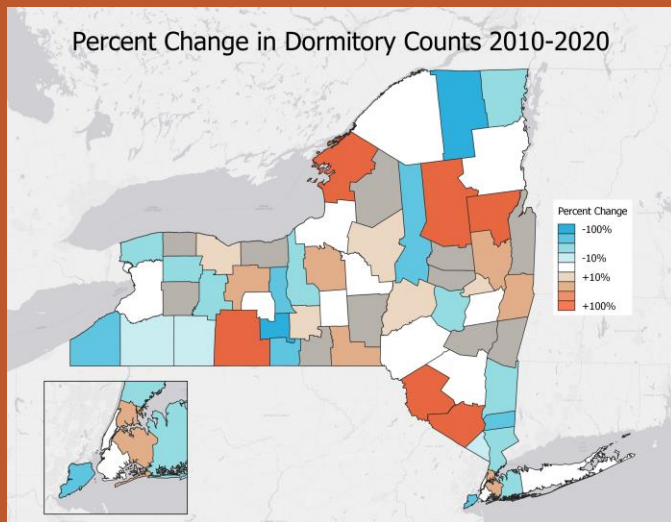 Percent Change in Dormitory Counts 2010-2020
Percent Change
-100%
-10%
+10%
+100%